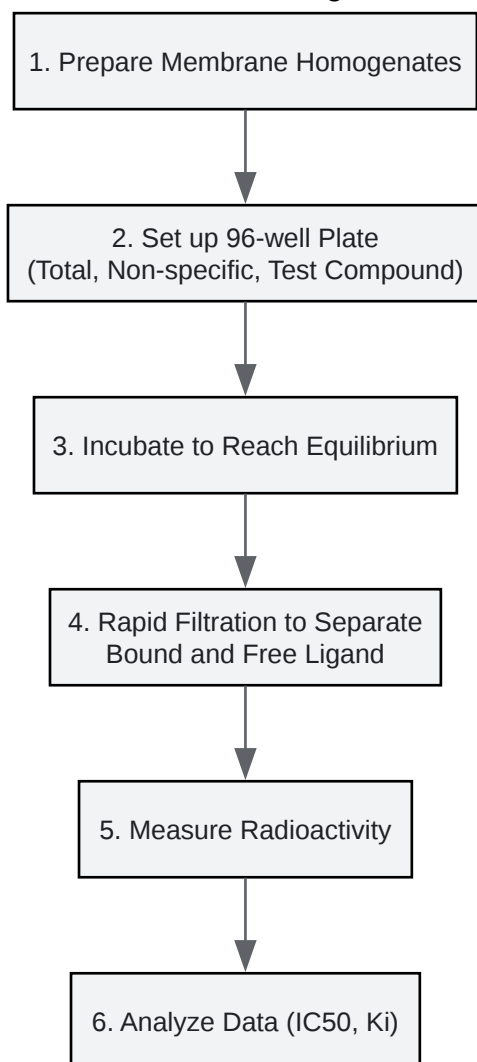 1. Prepare Membrane Homogenates
2. Set up 96-well Plate
(Total, Non-specific, Test Compound)
3. Incubate to Reach Equilibrium
4. Rapid Filtration to Separate
Bound and Free Ligand
5. Measure Radioactivity
6. Analyze Data (IC50, Ki)